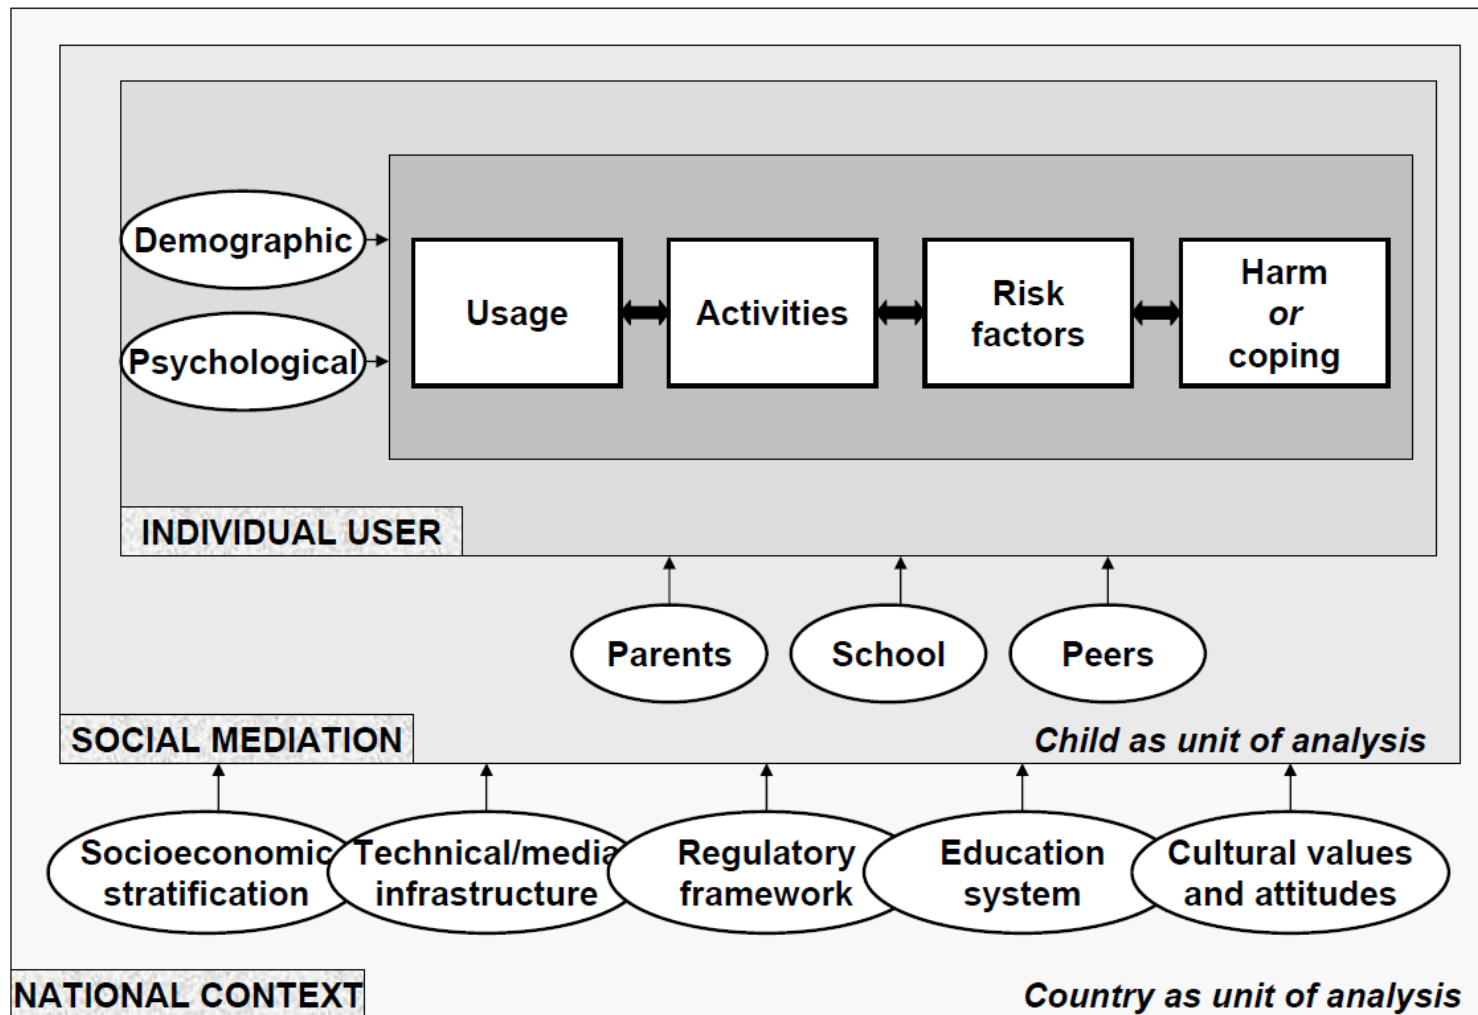 Demographic
Psychological
Usage
Activities
Risk
factors
Harm
or
coping
INDIVIDUAL USER
Parents
School
Peers
SOCIAL MEDIATION
Child as unit of analysis
Socioeconomic
stratification
Technical/media
infrastructure
Regulatory
framework
Education
system
Cultural values
and attitudes
NATIONAL CONTEXT
Country as unit of analysis